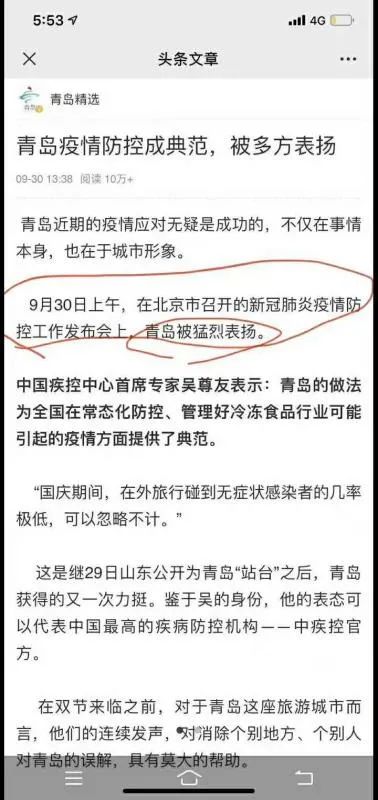 5:53
4G
头条文章
青岛精选
青岛疫情防控成典范，被多方表扬
09-30 13:38 阅读 10万+
青岛近期的疫情应对无疑是成功的，不仅在事情
本身，也在于城市形象。
9月30日上午，在北京市召开的新冠肺炎疫情防
控工作发布会上，青岛被猛烈表扬。
中国疾控中心首席专家吴尊友表示：青岛的做法
为全国在常态化防控、管理好冷冻食品行业可能
引起的疫情方面提供了典范。
“国庆期间，在外旅行碰到无症状感染者的几率
极低，可以忽略不计。”
这是继29日山东公开为青岛“站台”之后，青岛
获得的又一次力挺。鉴于吴的身份，他的表态可
以代表中国最高的疾病防控机构——中疾控官
方。
在双节来临之前，对于青岛这座旅游城市而
言，他们的连续发声，对消除个别地方、个别人
对青岛的误解，具有莫大的帮助。